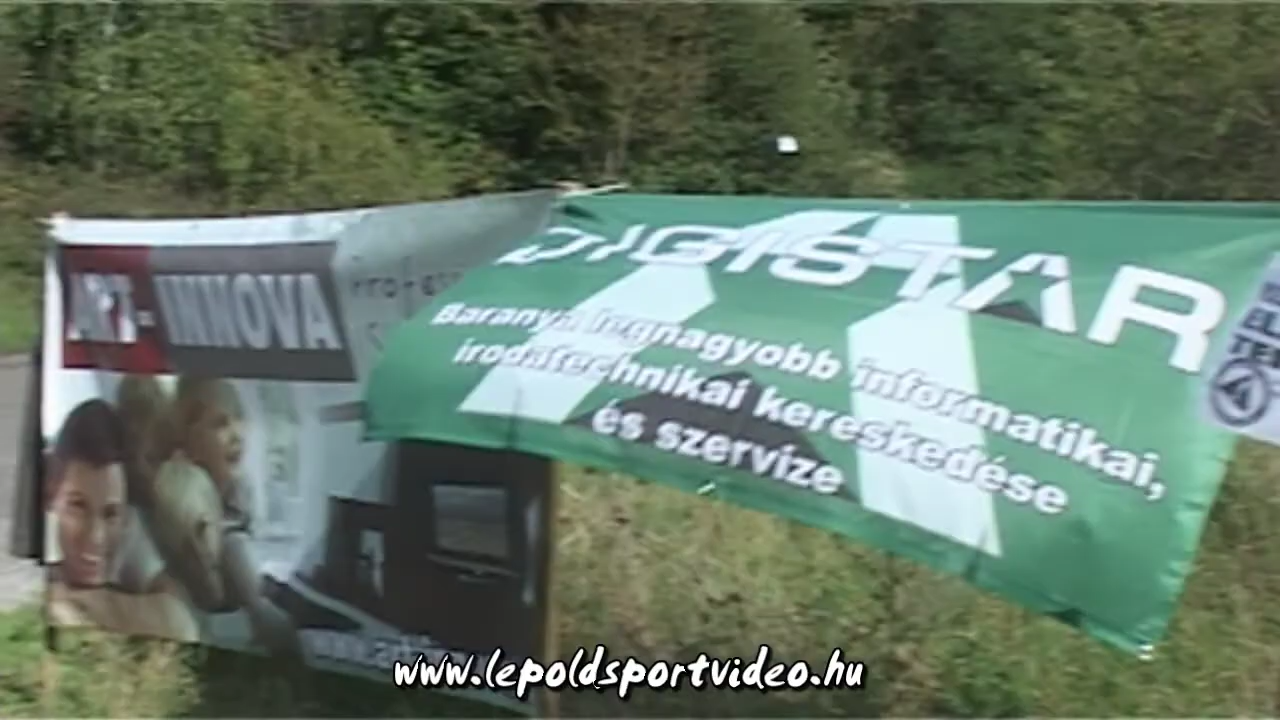 ART-INNOVA
DIGISTAR
Baranya legnagyobb informatikai,
irodatechnikai kereskedése
és szervize
www.lepoldsportvideo.hu